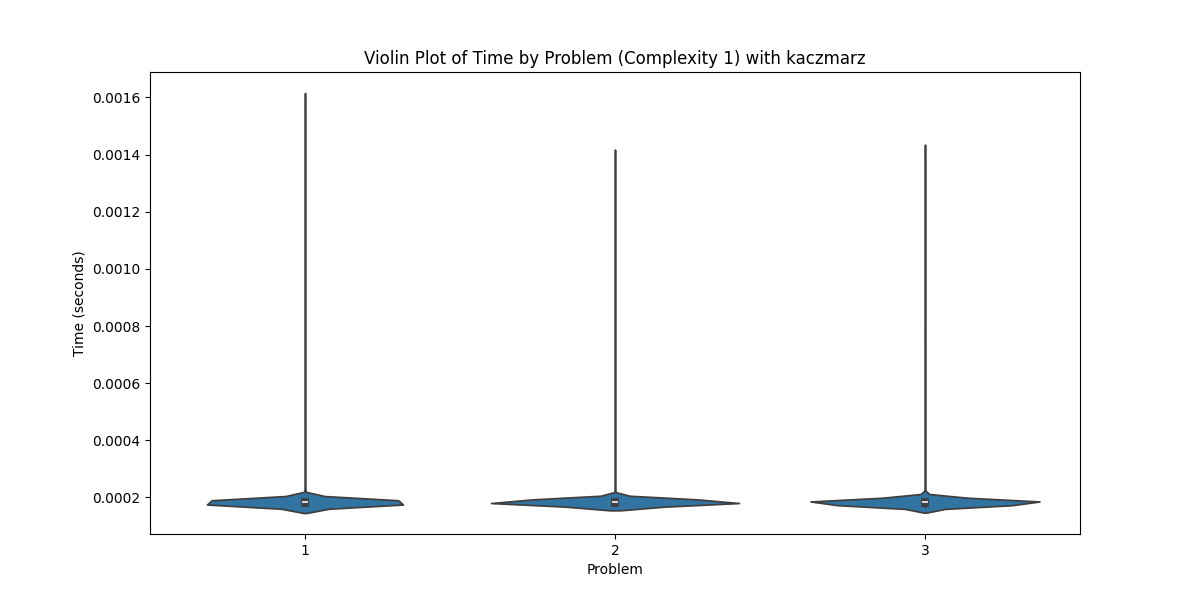 Violin Plot of Time by Problem (Complexity 1) with kaczmarz
0.0016
0.0014
0.0012
0.0010
0.0008
0.0006
0.0004
0.0002
Time (seconds)
1 2 3
Problem